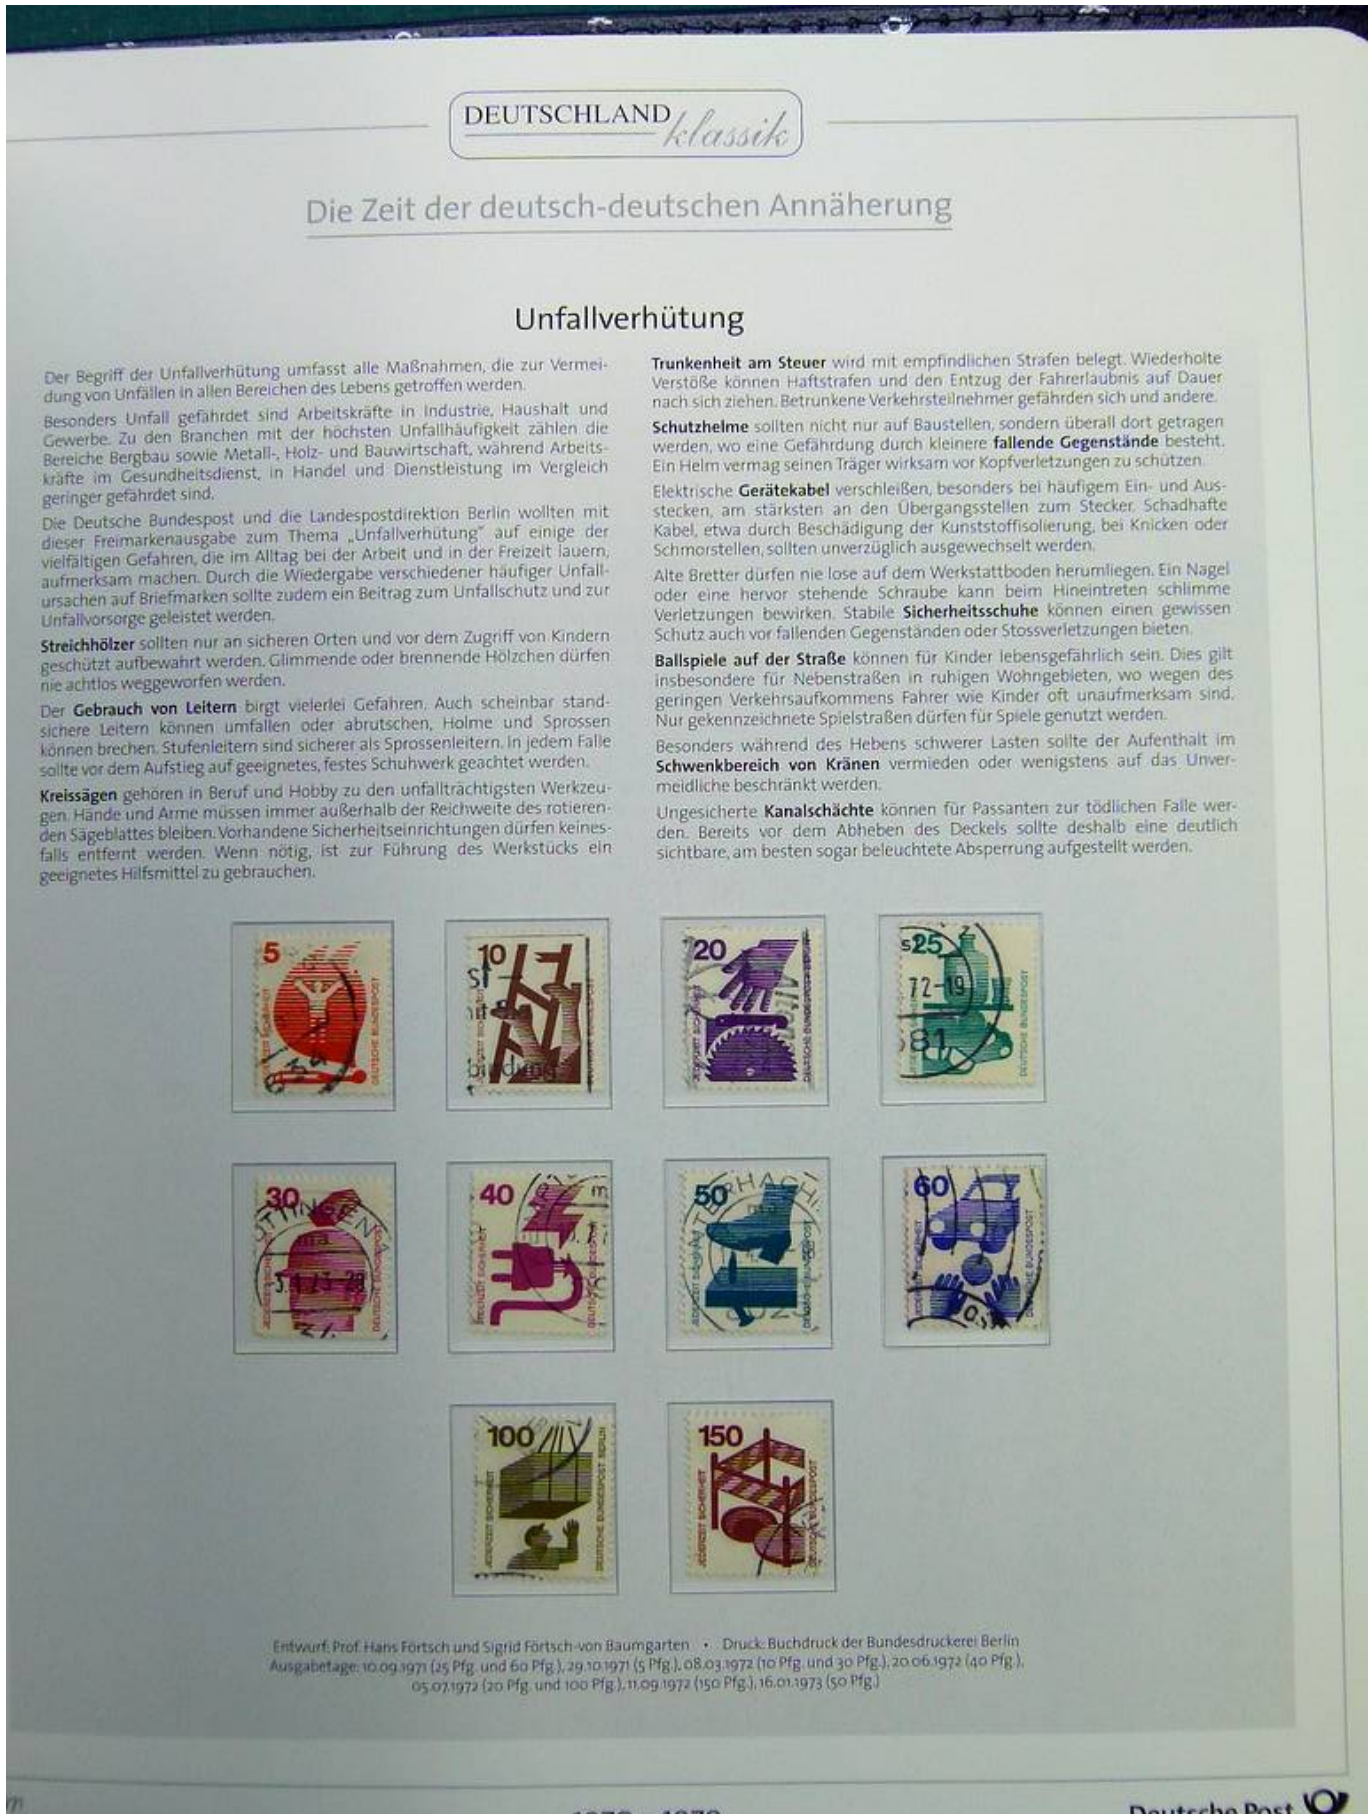 DEUTSCHLAND
klassik
Die Zeit der deutsch-deutschen Annäherung
Unfallverhütung
Der Begriff der Unfallverhütung umfasst alle Maßnahmen, die zur Vermei-
dung von Unfällen in allen Bereichen des Lebens getroffen werden.
Besonders Unfall gefährdet sind Arbeitskräfte in Industrie, Haushalt und
Gewerbe. Zu den Branchen mit der höchsten Unfallhäufigkeit zählen die
Bereiche Bergbau sowie Metall-, Holz- und Bauwirtschaft, während Arbeits-
kräfte im Gesundheitsdienst, in Handel und Dienstleistung im Vergleich
geringer gefährdet sind.
Die Deutsche Bundespost und die Landespostdirektion Berlin wollten mit
dieser Freimarkenausgabe zum Thema „Unfallverhütung“ auf einige der
vielfältigen Gefahren, die im Alltag bei der Arbeit und in der Freizeit lauern,
aufmerksam machen. Durch die Wiedergabe verschiedener häufiger Unfall-
ursachen auf Briefmarken sollte zudem ein Beitrag zum Unfallschutz und zur
Unfallvorsorge geleistet werden.
Streichhölzer sollten nur an sicheren Orten und vor dem Zugriff von Kindern
geschützt aufbewahrt werden. Glimmende oder brennende Hölzchen dürfen
nie achtlos weggeworfen werden.
Der Gebrauch von Leitern birgt vielerlei Gefahren. Auch scheinbar stand-
sichere Leitern können umfallen oder abrutschen, Holme und Sprossen
können brechen. Stufenleitern sind sicherer als Sprossenleitern. In jedem Falle
sollte vor dem Aufstieg auf geeignetes, festes Schuhwerk geachtet werden.
Kreissägen gehören in Beruf und Hobby zu den unfallträchtigsten Werkzeu-
gen. Hände und Arme müssen immer außerhalb der Reichweite des rotieren-
den Sägeblattes bleiben. Vorhandene Sicherheitseinrichtungen dürfen keines-
falls entfernt werden. Wenn nötig, ist zur Führung des Werkstücks ein
geeignetes Hilfsmittel zu gebrauchen.
Trunkenheit am Steuer wird mit empfindlichen Strafen belegt. Wiederholte
Verstöße können Haftstrafen und den Entzug der Fahrerlaubnis auf Dauer
nach sich ziehen. Betrunkene Verkehrsteilnehmer gefährden sich und andere.
Schutzhelme sollten nicht nur auf Baustellen, sondern überall dort getragen
werden, wo eine Gefährdung durch kleinere fallende Gegenstände besteht.
Ein Helm vermag seinen Träger wirksam vor Kopfverletzungen zu schützen.
Elektrische Gerätekabel verschleißen, besonders bei häufigem Ein- und Aus-
stecken, am stärksten an den Übergangsstellen zum Stecker. Schadhafte
Kabel, etwa durch Beschädigung der Kunststoffisolierung, bei Knicken oder
Schmorstellen, sollten unverzüglich ausgewechselt werden.
Alte Bretter dürfen nie lose auf dem Werkstattboden herumliegen. Ein Nagel
oder eine hervor stehende Schraube kann beim Hineintreten schlimme
Verletzungen bewirken. Stabile Sicherheitsschuhe können einen gewissen
Schutz auch vor fallenden Gegenständen oder Stossverletzungen bieten.
Ballspiele auf der Straße können für Kinder lebensgefährlich sein. Dies gilt
insbesondere für Nebenstraßen in ruhigen Wohngebieten, wo wegen des
geringen Verkehrsaufkommens Fahrer wie Kinder oft unaufmerksam sind.
Nur gekennzeichnete Spielstraßen dürfen für Spiele genutzt werden.
Besonders während des Hebens schwerer Lasten sollte der Aufenthalt im
Schwenkbereich von Kränen vermieden oder wenigstens auf das Unver-
meidliche beschränkt werden.
Ungesicherte Kanalschächte können für Passanten zur tödlichen Falle wer-
den. Bereits vor dem Abheben des Deckels sollte deshalb eine deutlich
sichtbare, am besten sogar beleuchtete Absperrung aufgestellt werden.
5
DEUTSCHE BUNDESPOST
10
20
JEDERZEIT SICHERHEIT
DEUTSCHE BUNDESPOST BERLIN
25
72-19
581
DEUTSCHE BUNDESPOST
30
DEUTSCHE BUNDESPOST
40
JEDERZEIT SICHERHEIT
DEUTSCHE BUNDESPOST
50
JEDERZEIT SICHERHEIT
DEUTSCHE BUNDESPOST
60
JEDERZEIT SICHERHEIT
DEUTSCHE BUNDESPOST
100
JEDERZEIT SICHERHEIT
DEUTSCHE BUNDESPOST BERLIN
150
JEDERZEIT SICHERHEIT
DEUTSCHE BUNDESPOST
Entwurf: Prof. Hans Förtsch und Sigrid Förtsch-von Baumgarten • Druck: Buchdruck der Bundesdruckerei Berlin
Ausgabetage: 10.09.1971 (25 Pfg. und 60 Pfg.), 29.10.1971 (5 Pfg.), 08.03.1972 (10 Pfg. und 30 Pfg.), 20.06.1972 (40 Pfg.),
05.07.1972 (20 Pfg. und 100 Pfg.), 11.09.1972 (150 Pfg.), 16.01.1973 (50 Pfg.)
Deutsche Post